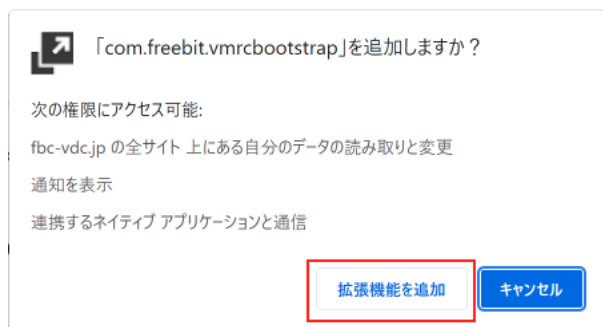 「com.freebit.vmrcbootstrap」を追加しますか？
次の権限にアクセス可能:
fbc-vdc.jp の全サイト 上にある自分のデータの読み取りと変更
通知を表示
連携するネイティブ アプリケーションと通信
拡張機能を追加 キャンセル